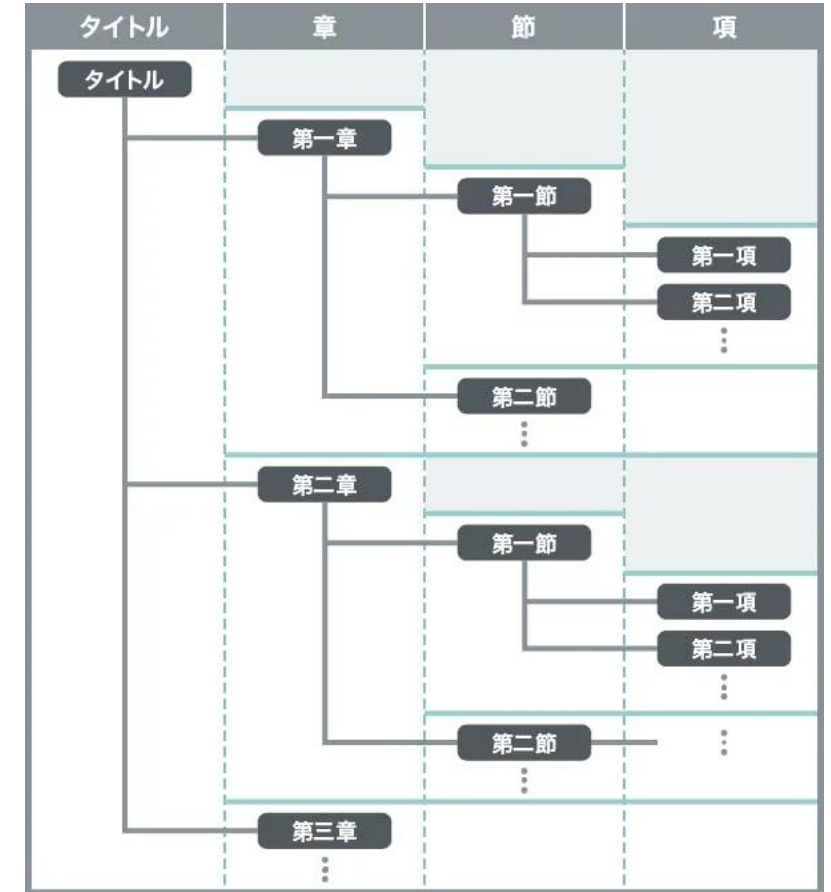 タイトル 章 節 項
タイトル
第一章
第一節
第一項
第二項
第二節
第二章
第一節
第一項
第二項
第二節
第三章